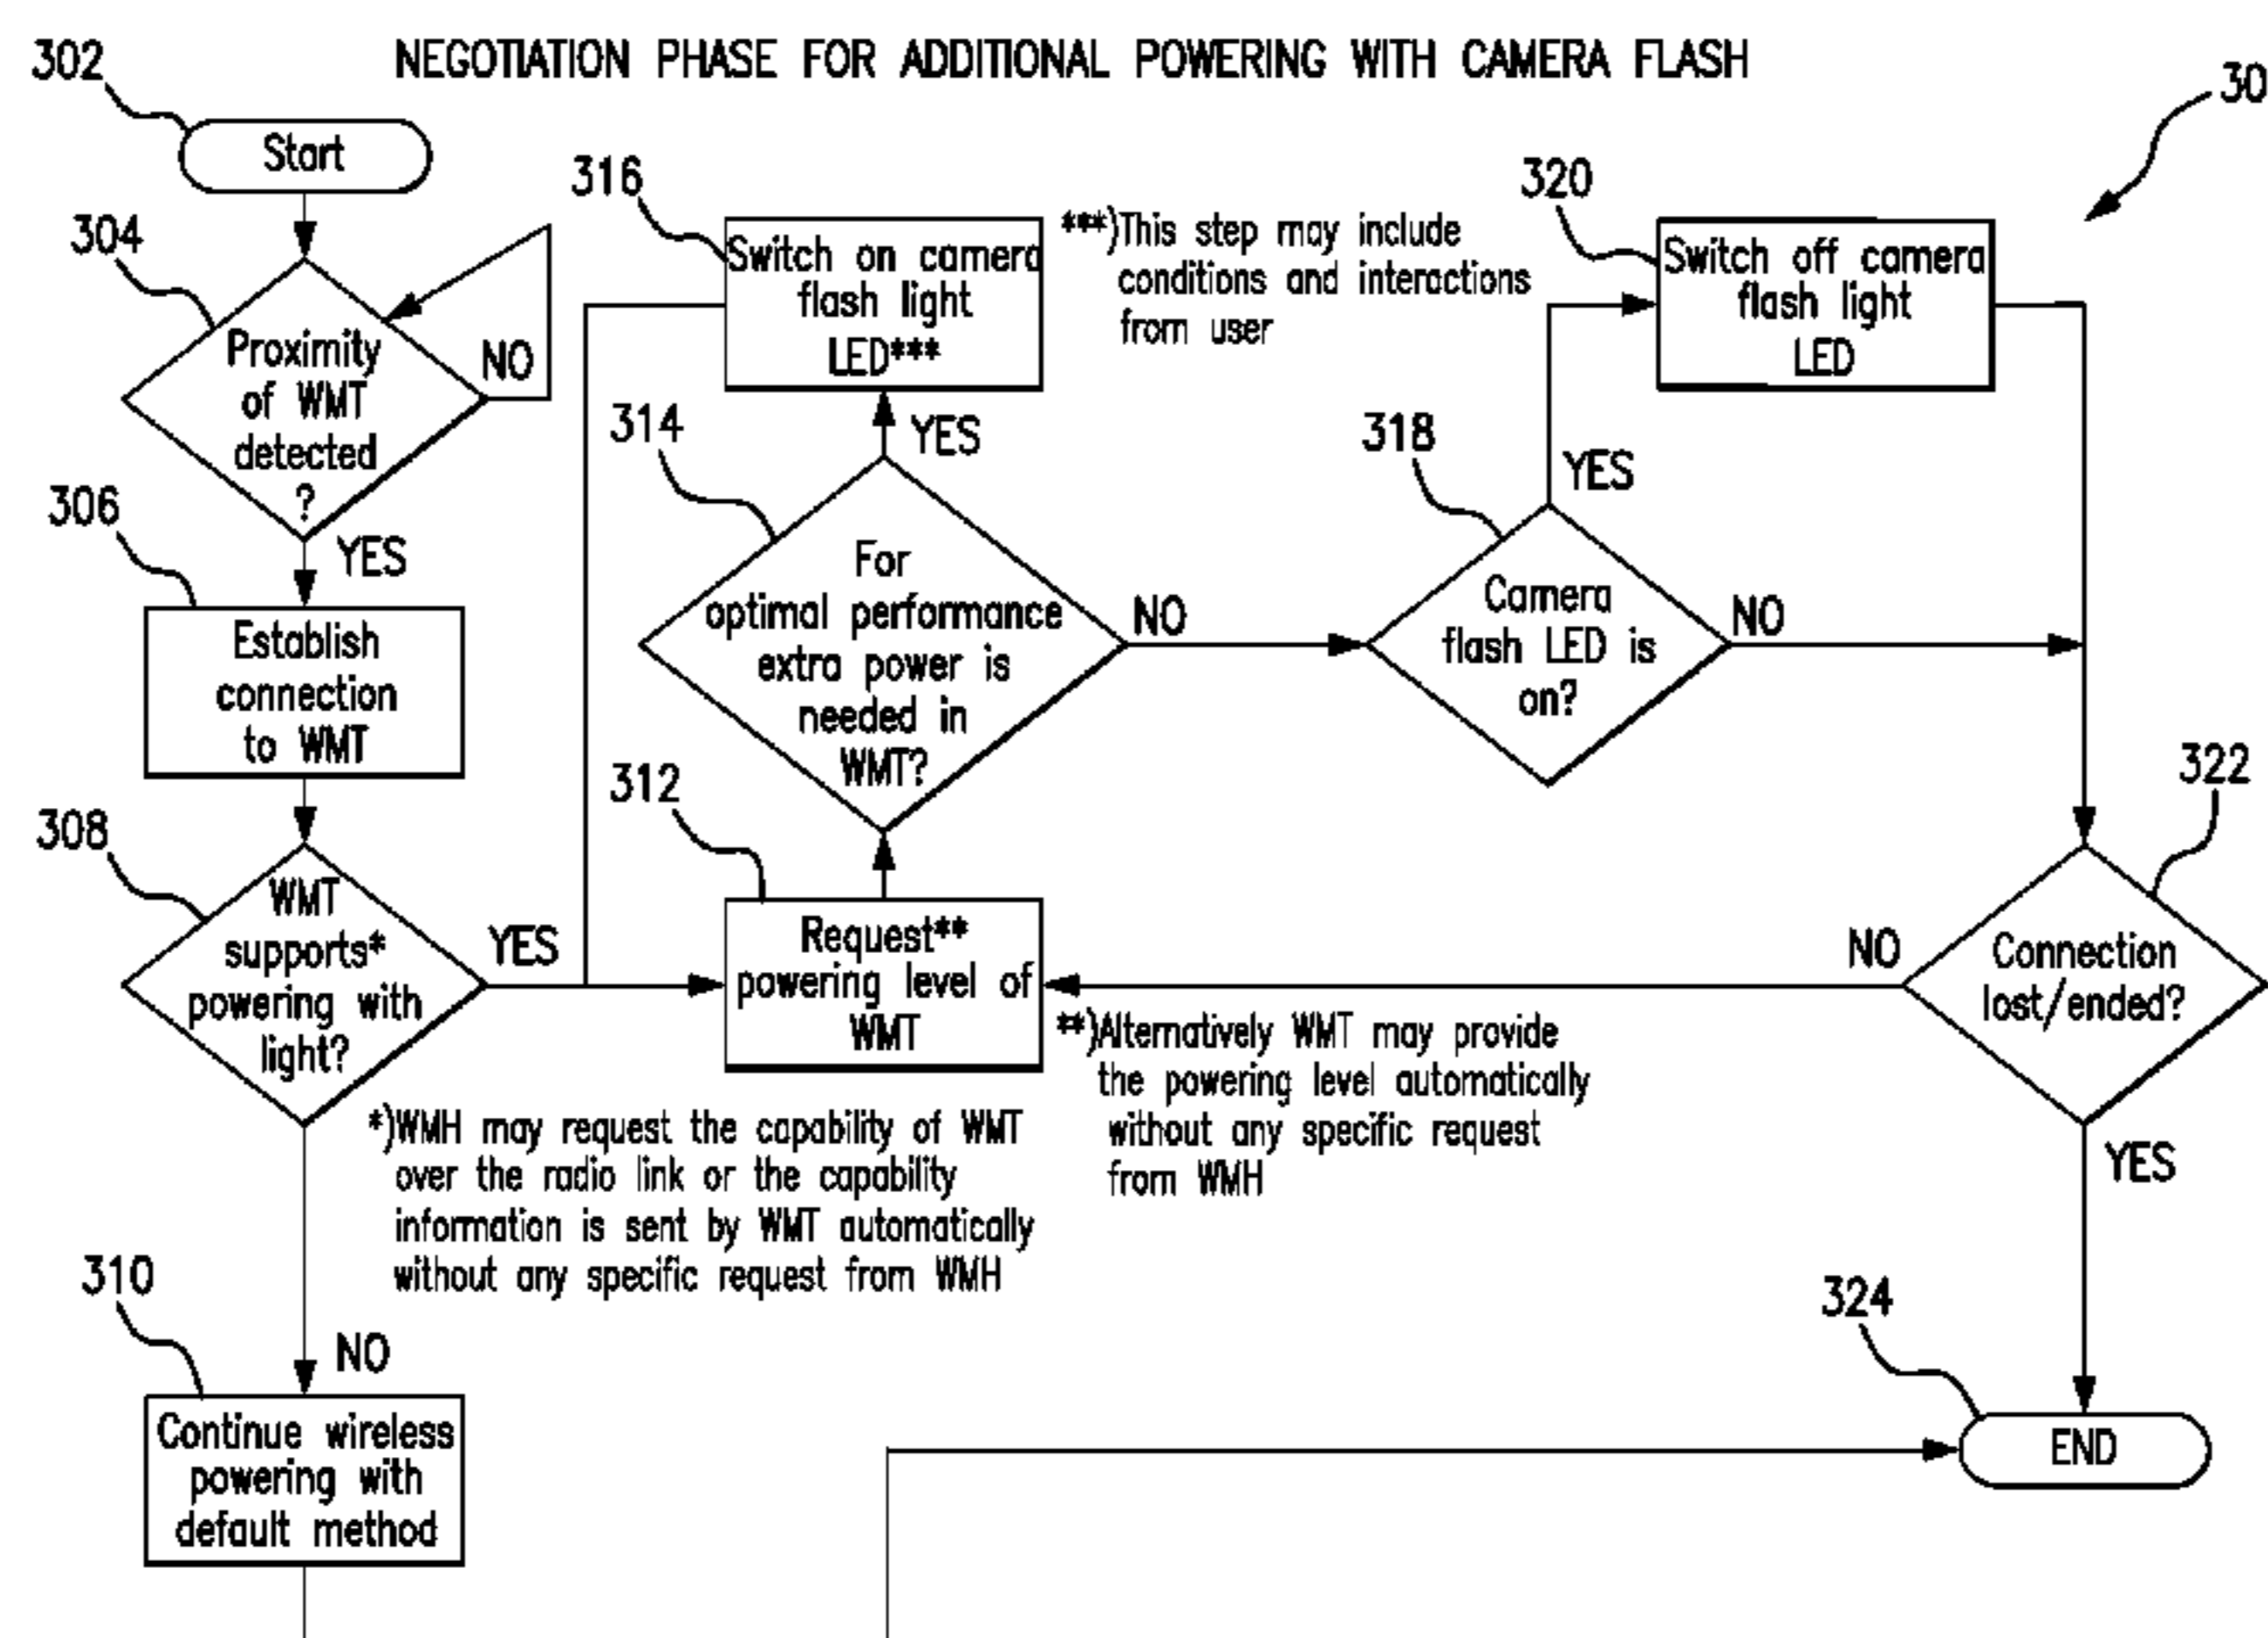 NEGOTIATION PHASE FOR ADDITIONAL POWERING WITH CAMERA FLASH
30
302
Start
304
Proximity
of WMT
detected
?
NO
YES
306
Establish
connection
to WMT
308
WMT
supports*
powering with
light?
YES
NO
*)WMH may request the capability of WMT
over the radio link or the capability
information is sent by WMT automatically
without any specific request from WMH
310
Continue wireless
powering with
default method
312
Request**
powering level of
WMT
**)Alternatively WMT may provide
the powering level automatically
without any specific request
from WMH
314
For
optimal performance
extra power is
needed in
WMT?
YES
NO
316
Switch on camera
flash light
LED***
***)This step may include
conditions and interactions
from user
318
Camera
flash LED is
on?
YES
NO
320
Switch off camera
flash light
LED
322
Connection
lost/ended?
NO
YES
324
END